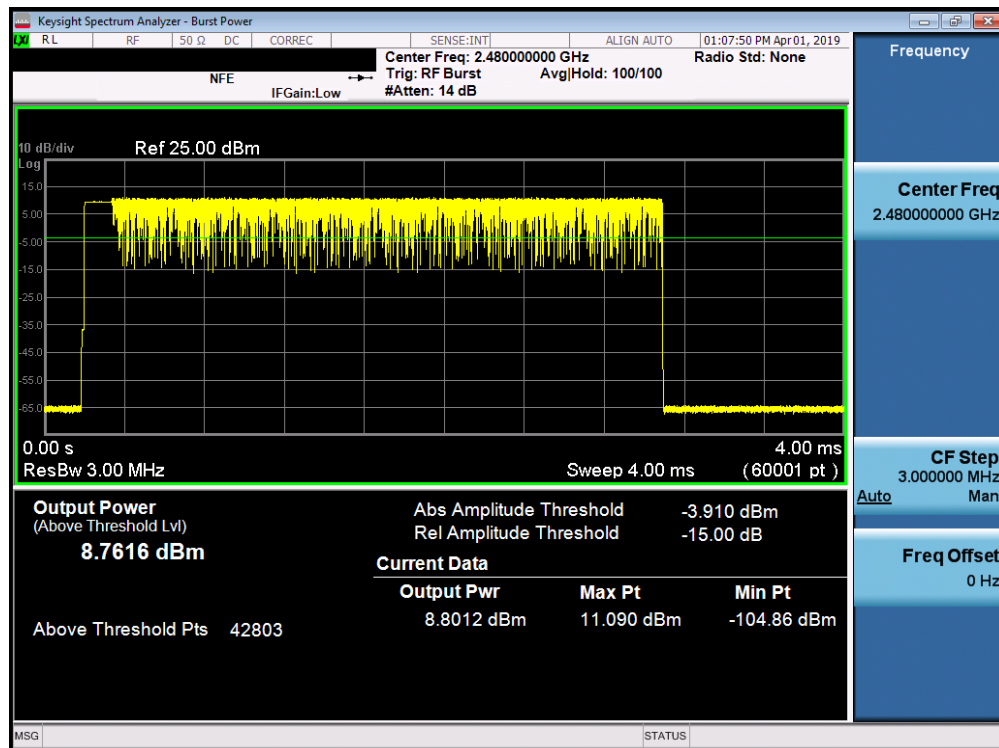 Keysight Spectrum Analyzer - Burst Power
LXI RL RF 50 Ω DC CORREC SENSE:INT ALIGN AUTO 01:07:50 PM Apr 01, 2019
Center Freq: 2.480000000 GHz Radio Std: None
NFE Trig: RF Burst Avg|Hold: 100/100
IFGain:Low #Atten: 14 dB
10 dB/div Ref 25.00 dBm
Log
15.0
5.00
-5.00
-15.0
-25.0
-35.0
-45.0
-55.0
-65.0
0.00 s 4.00 ms
ResBw 3.00 MHz Sweep 4.00 ms (60001 pt)
Output Power
(Above Threshold Lvl)
8.7616 dBm
Above Threshold Pts 42803
Abs Amplitude Threshold -3.910 dBm
Rel Amplitude Threshold -15.00 dB
Current Data
Output Pwr Max Pt Min Pt
8.8012 dBm 11.090 dBm -104.86 dBm
Frequency
Center Freq
2.480000000 GHz
CF Step
3.000000 MHz
Auto Man
Freq Offset
0 Hz
MSG STATUS